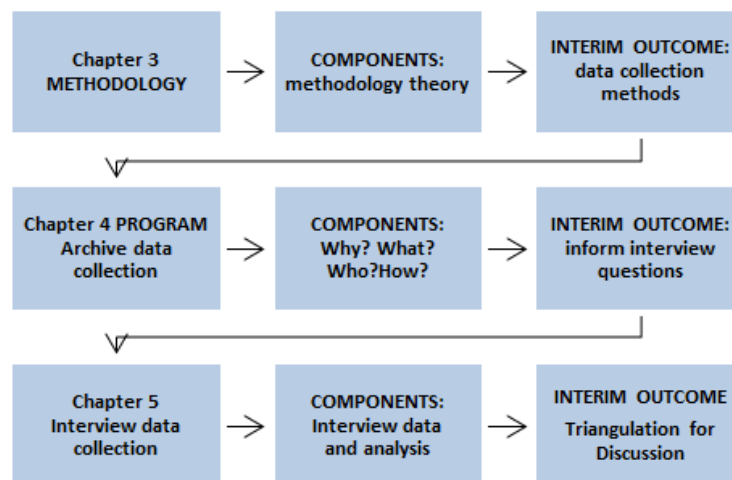 Chapter 3
METHODOLOGY
COMPONENTS:
methodology theory
INTERIM OUTCOME:
data collection
methods
Chapter 4 PROGRAM
Archive data
collection
COMPONENTS:
Why? What?
Who?How?
INTERIM OUTCOME:
inform interview
questions
Chapter 5
Interview data
collection
COMPONENTS:
Interview data
and analysis
INTERIM OUTCOME
Triangulation for
Discussion